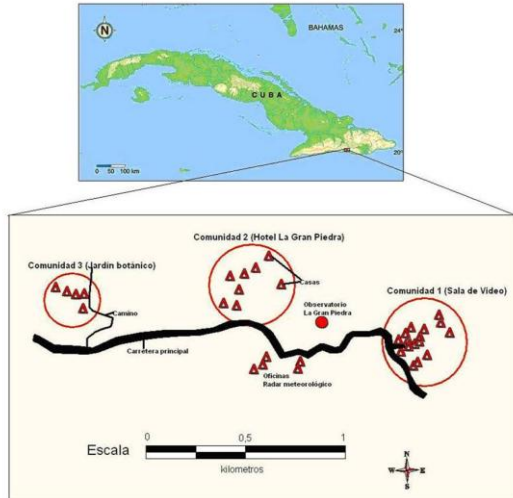 N
BAHAMAS
24°
CUBA
0 50 100 km
20°
Comunidad 2 (Hotel La Gran Piedra)
Comunidad 3 (Jardín botánico)
Comunidad 1 (Sala de Vídeo)
Casas
Observatorio
La Gran Piedra
Camino
Carretera principal
Oficinas
Radar meteorológico
Escala
0 0,5 1
kilometros
N
W E
S